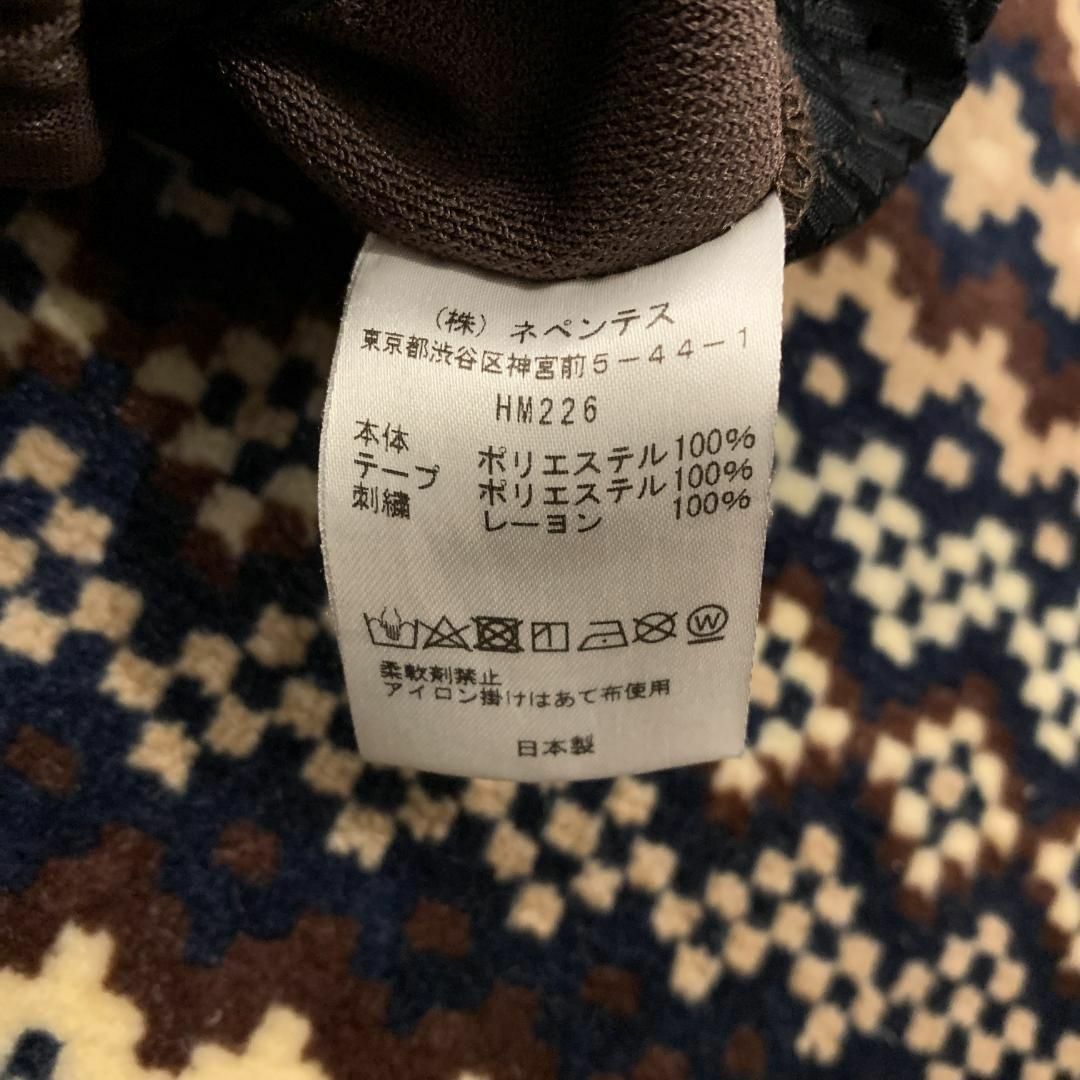 (株) ネペンテス
東京都渋谷区神宮前5-44-1
HM226
本体 ポリエステル100%
テープ ポリエステル100%
刺繍 レーヨン 100%
W
柔軟剤禁止
アイロン掛けはあて布使用
日本製